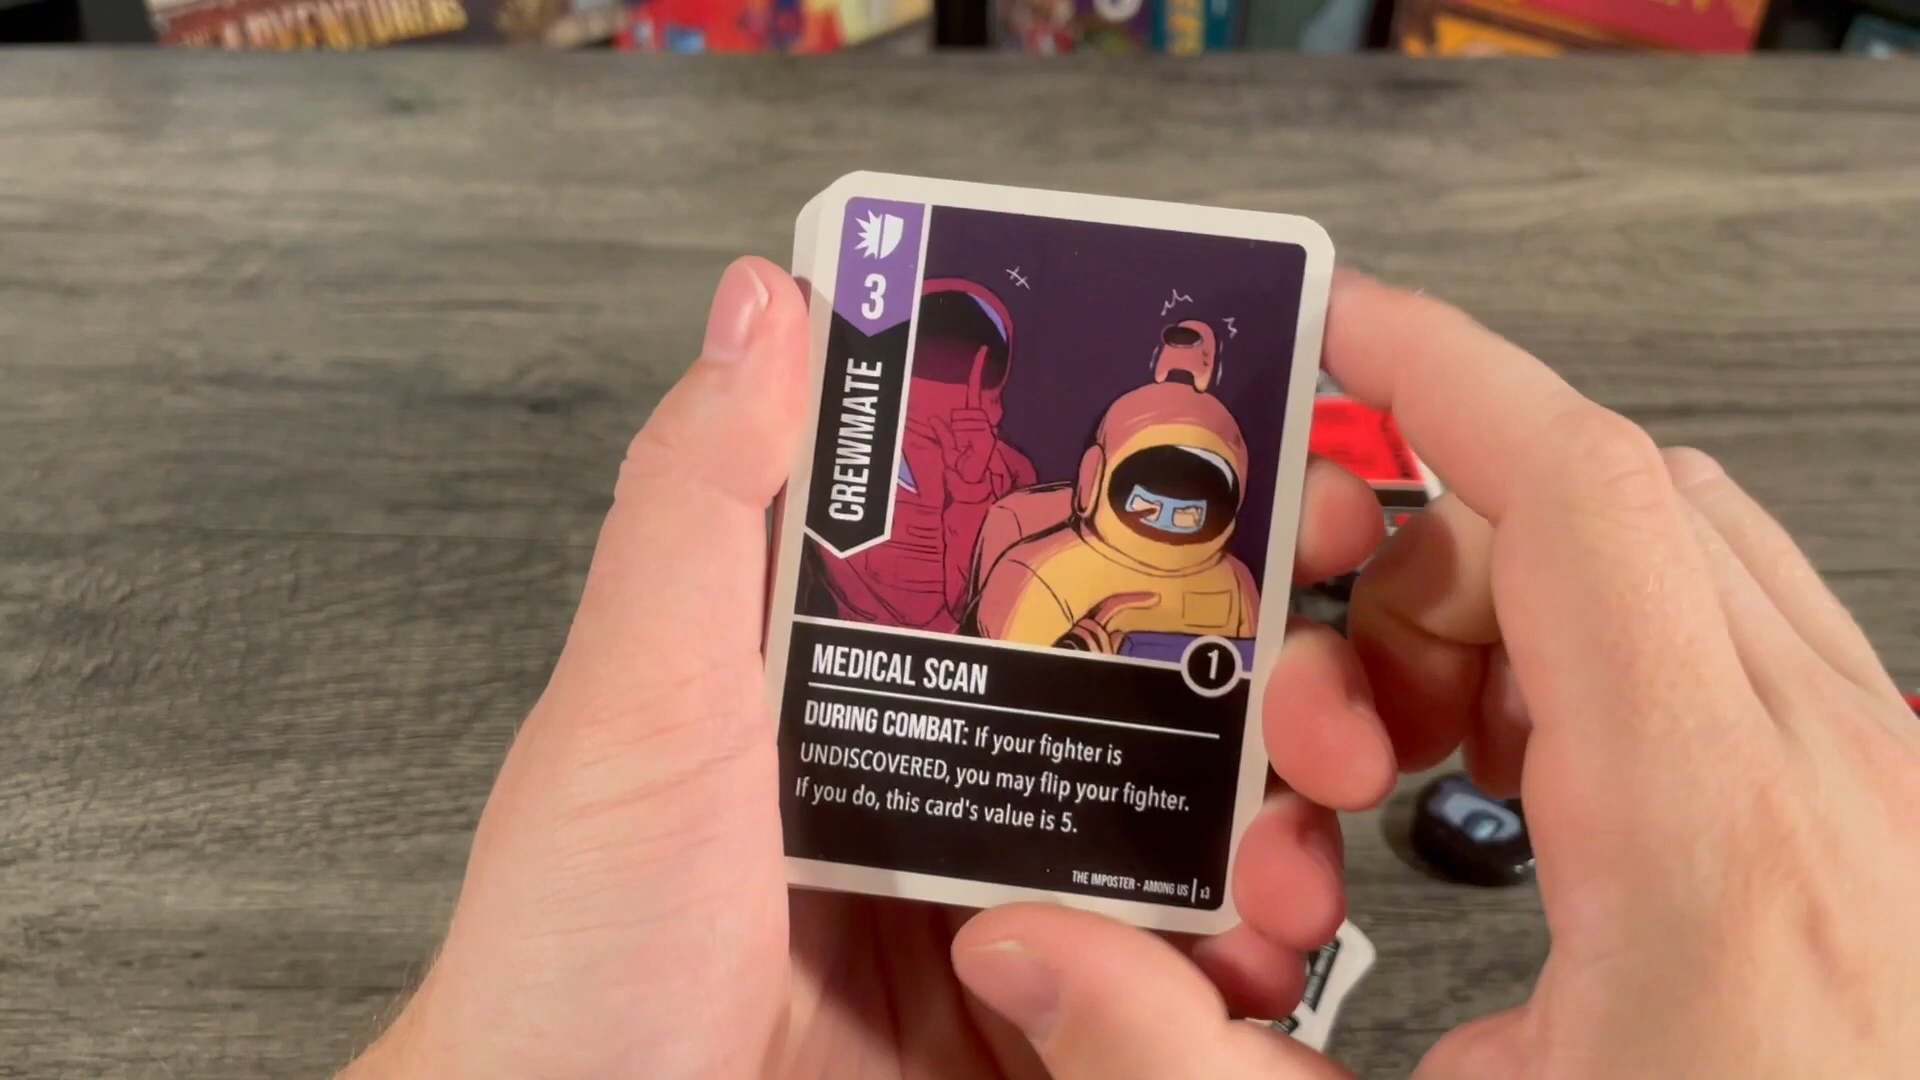 ADVENTURERS
3
CREWMATE
1
MEDICAL SCAN
DURING COMBAT: If your fighter is
UNDISCOVERED, you may flip your fighter.
If you do, this card's value is 5.
THE IMPOSTER - AMONG US | x3